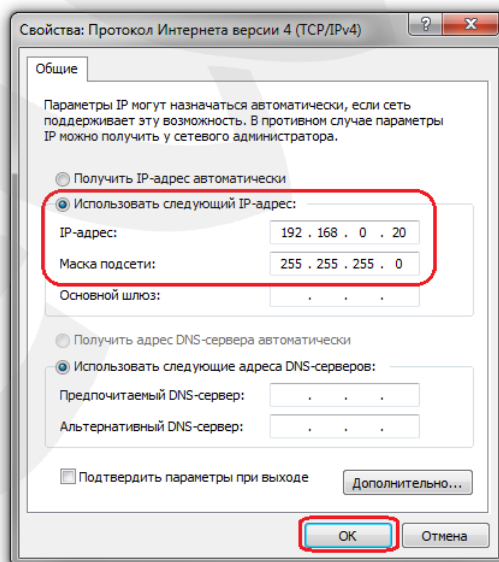 Свойства: Протокол Интернета версии 4 (TCP/IPv4)
Общие
Параметры IP могут назначаться автоматически, если сеть
поддерживает эту возможность. В противном случае параметры
IP можно получить у сетевого администратора.
Получить IP-адрес автоматически
Использовать следующий IP-адрес:
IP-адрес: 192 . 168 . 0 . 20
Маска подсети: 255 . 255 . 255 . 0
Основной шлюз: . . .
Получить адрес DNS-сервера автоматически
Использовать следующие адреса DNS-серверов:
Предпочитаемый DNS-сервер: . . .
Альтернативный DNS-сервер: . . .
Подтвердить параметры при выходе
Дополнительно...
ОК
Отмена